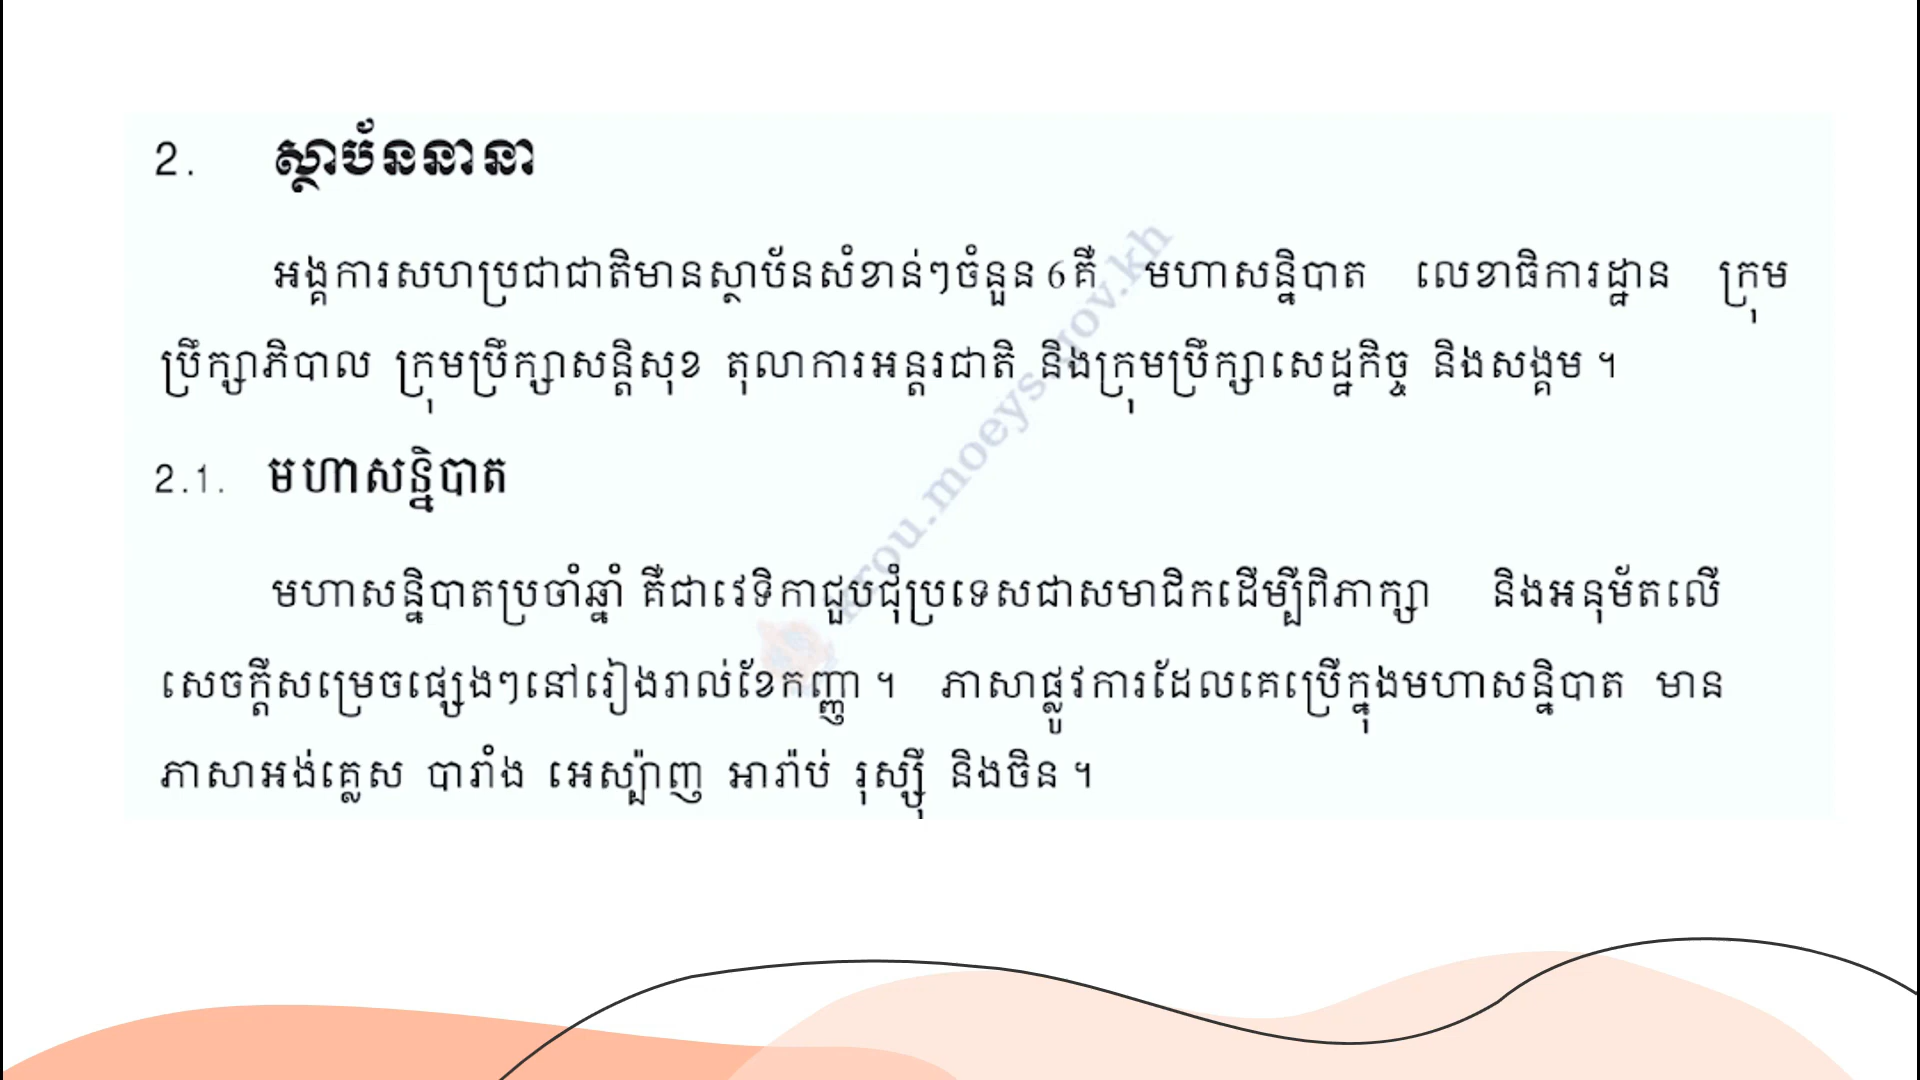 2. ស្ថាប័ននានា
អង្គការសហប្រជាជាតិមានស្ថាប័នសំខាន់ៗចំនួន 6 គឺ មហាសន្និបាត លេខាធិការដ្ឋាន ក្រុម
ប្រឹក្សាភិបាល ក្រុមប្រឹក្សាសន្តិសុខ តុលាការអន្តរជាតិ និងក្រុមប្រឹក្សាសេដ្ឋកិច្ច និងសង្គម ។
2.1. មហាសន្និបាត
មហាសន្និបាតប្រចាំឆ្នាំ គឺជាវេទិកាជួបជុំប្រទេសជាសមាជិកដើម្បីពិភាក្សា និងអនុម័តលើ
សេចក្តីសម្រេចផ្សេងៗនៅរៀងរាល់ខែកញ្ញា ។ ភាសាផ្លូវការដែលគេប្រើក្នុងមហាសន្និបាត មាន
ភាសាអង់គ្លេស បារាំង អេស្ប៉ាញ អារ៉ាប់ រុស្ស៊ី និងចិន ។
krou.moeys.gov.kh